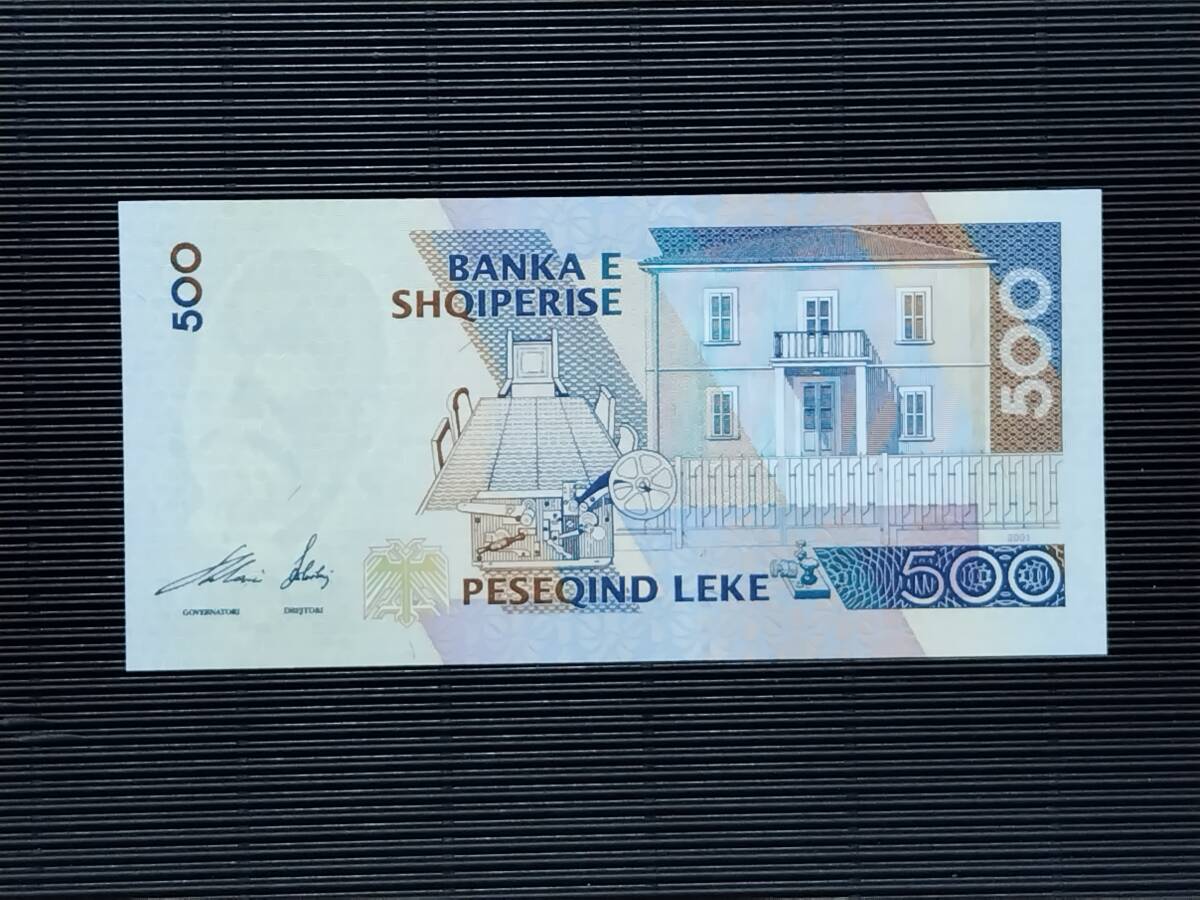 500
BANKA E
SHQIPERISE
500
2001
GOVERNATORI
DREJTORI
PESEQIND LEKE
500